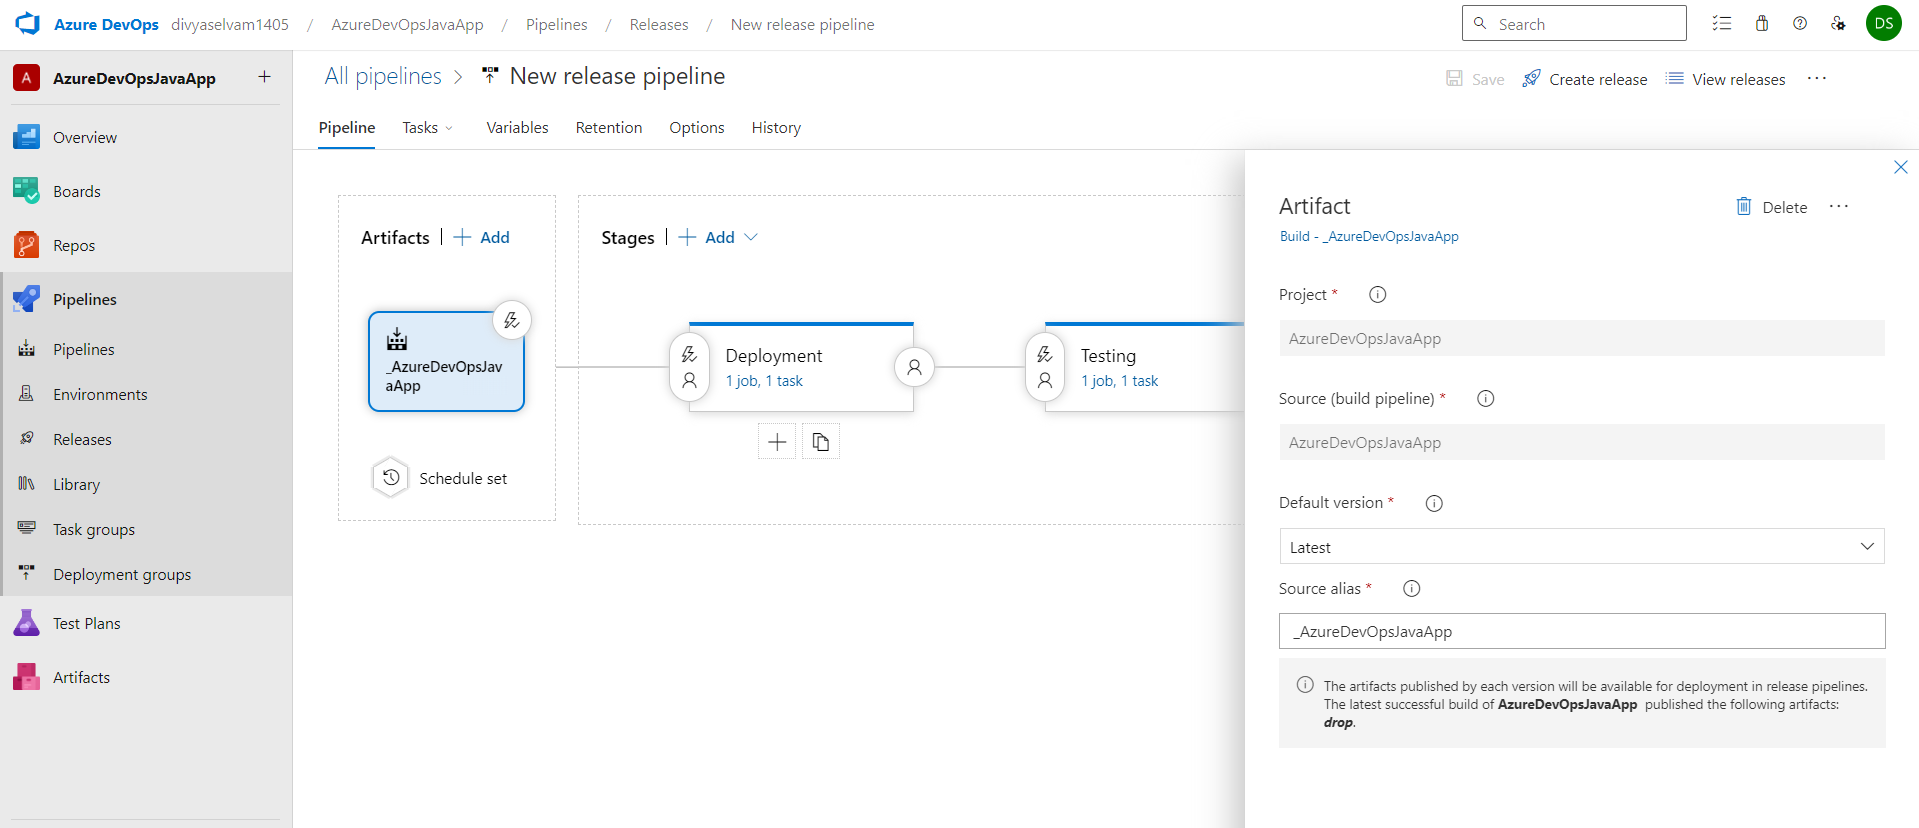 Azure DevOps divyaselvam1405 / AzureDevOpsJavaApp / Pipelines / Releases / New release pipeline
Search
DS
A AzureDevOpsJavaApp +
Overview
Boards
Repos
Pipelines
Pipelines
Environments
Releases
Library
Task groups
Deployment groups
Test Plans
Artifacts
All pipelines > New release pipeline
Save Create release View releases ...
Pipeline Tasks Variables Retention Options History
Artifacts | + Add
_AzureDevOpsJav
aApp
Schedule set
Stages | + Add
Deployment
1 job, 1 task
Testing
1 job, 1 task
Artifact
Delete ...
Build - _AzureDevOpsJavaApp
Project *
AzureDevOpsJavaApp
Source (build pipeline) *
AzureDevOpsJavaApp
Default version *
Latest
Source alias *
_AzureDevOpsJavaApp
The artifacts published by each version will be available for deployment in release pipelines.
The latest successful build of AzureDevOpsJavaApp published the following artifacts:
drop.